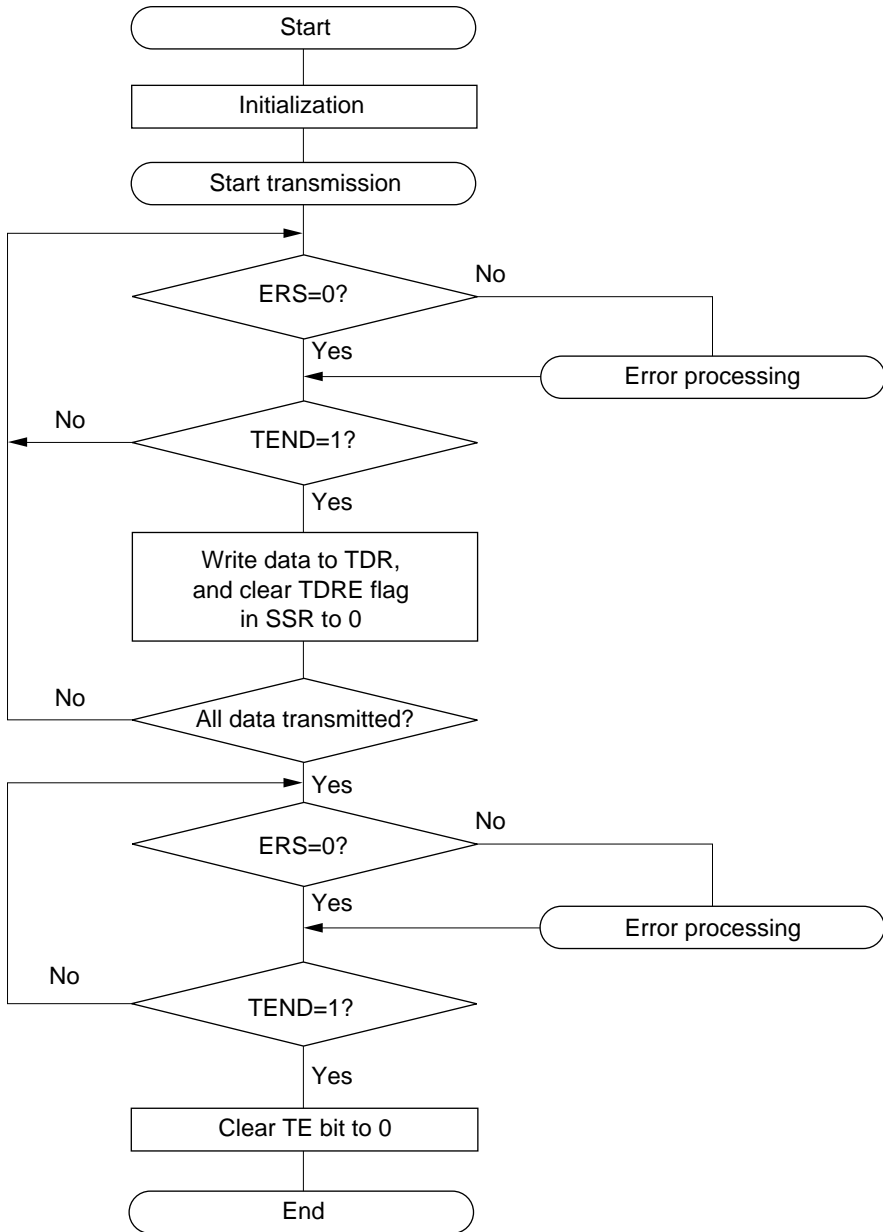 Start
Initialization
Start transmission
ERS=0?
No
Yes
Error processing
TEND=1?
No
Yes
Write data to TDR,
and clear TDRE flag
in SSR to 0
All data transmitted?
No
Yes
ERS=0?
No
Yes
Error processing
No
TEND=1?
Yes
Clear TE bit to 0
End